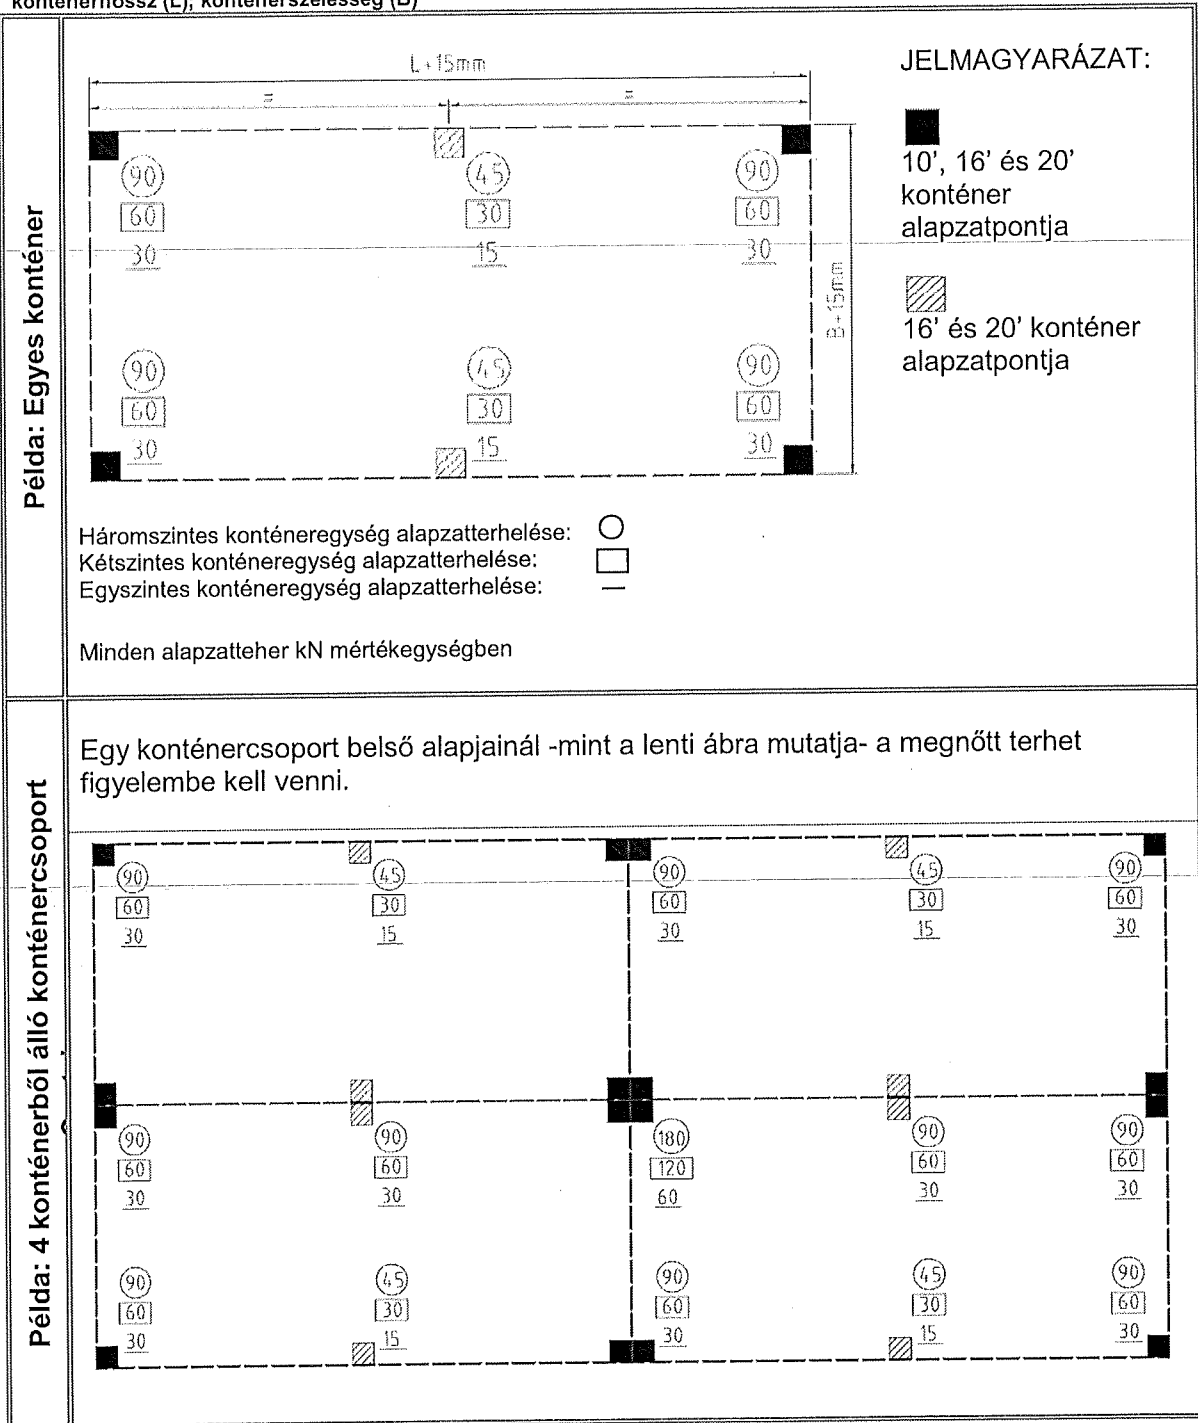 konténerhossz (L), konténerszélesség (B)
Példa: Egyes konténer
L+15mm
= =
90 45 90
60 30 60
30 15 30
B+15mm
90 45 90
60 30 60
30 15 30
JELMAGYARÁZAT:
10', 16' és 20'
konténer
alapzatpontja
16' és 20' konténer
alapzatpontja
Háromszintes konténeregység alapzatterhelése:
Kétszintes konténeregység alapzatterhelése:
Egyszintes konténeregység alapzatterhelése:
Minden alapzatteher kN mértékegységben
Példa: 4 konténerből álló konténercsoport
Egy konténercsoport belső alapjainál -mint a lenti ábra mutatja- a megnőtt terhet
figyelembe kell venni.
90 45 90 45 90
60 30 60 30 60
30 15 30 15 30
90 90 180 90 90
60 60 120 60 60
30 30 60 30 30
90 45 90 45 90
60 30 60 30 60
30 15 30 15 30